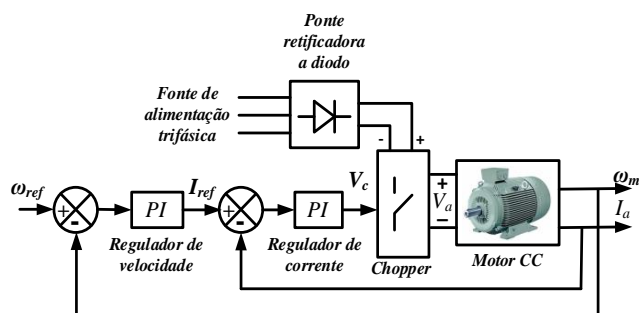 Ponte
retificadora
a diodo
Fonte de
alimentação
trifásica
- +
ω_ref
+
-
PI
Regulador de
velocidade
I_ref
+
-
PI
Regulador de
corrente
V_c
Chopper
+
V_a
−
Motor CC
ω_m
I_a